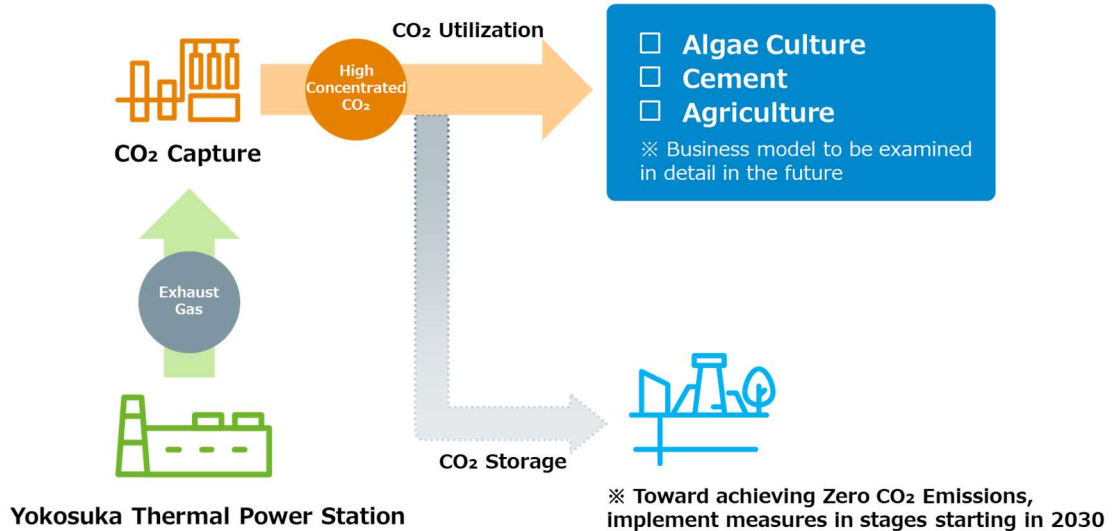 CO₂ Utilization
High
Concentrated
CO₂
CO₂ Capture
☐ Algae Culture
☐ Cement
☐ Agriculture
※ Business model to be examined
in detail in the future
Exhaust
Gas
CO₂ Storage
Yokosuka Thermal Power Station
※ Toward achieving Zero CO₂ Emissions,
implement measures in stages starting in 2030